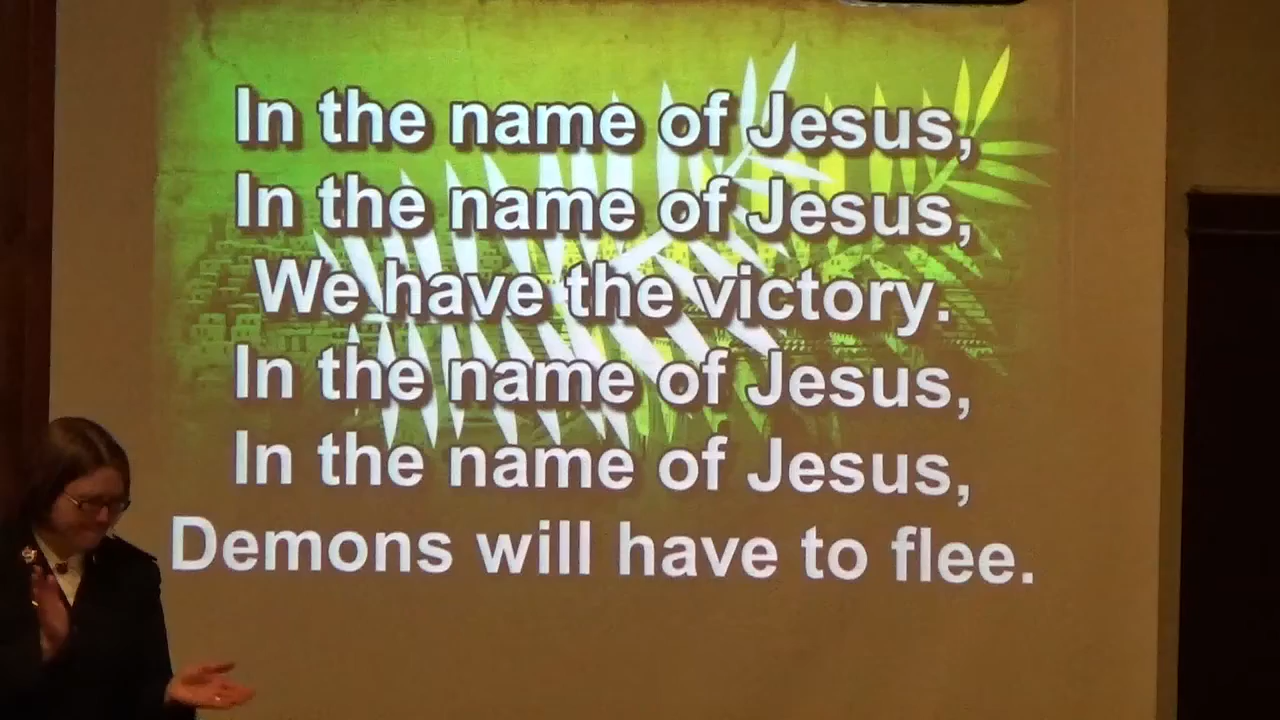 In the name of Jesus,
In the name of Jesus,
We have the victory.
In the name of Jesus,
In the name of Jesus,
Demons will have to flee.